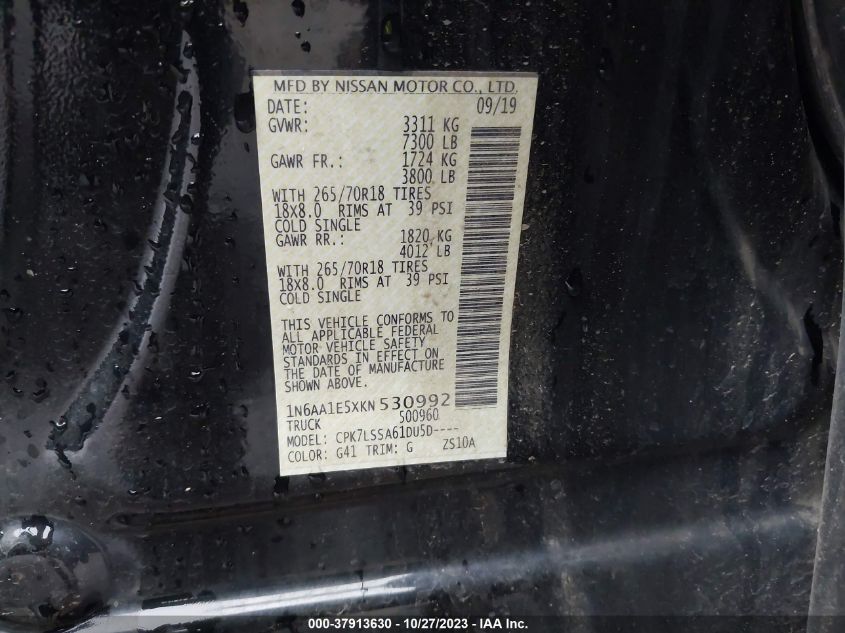 MFD BY NISSAN MOTOR CO., LTD.
DATE: 09/19
GVWR: 3311 KG
7300 LB
GAWR FR.: 1724 KG
3800 LB
WITH 265/70R18 TIRES
18X8.0 RIMS AT 39 PSI
COLD SINGLE
GAWR RR.: 1820 KG
4012 LB
WITH 265/70R18 TIRES
18X8.0 RIMS AT 39 PSI
COLD SINGLE
THIS VEHICLE CONFORMS TO
ALL APPLICABLE FEDERAL
MOTOR VEHICLE SAFETY
STANDARDS IN EFFECT ON
THE DATE OF MANUFACTURE
SHOWN ABOVE.
1N6AA1E5XKN530992
TRUCK 500960
MODEL: CPK7LSSA61DU5D----
COLOR: G41 TRIM: G ZS10A
000-37913630 - 10/27/2023 - IAA Inc.